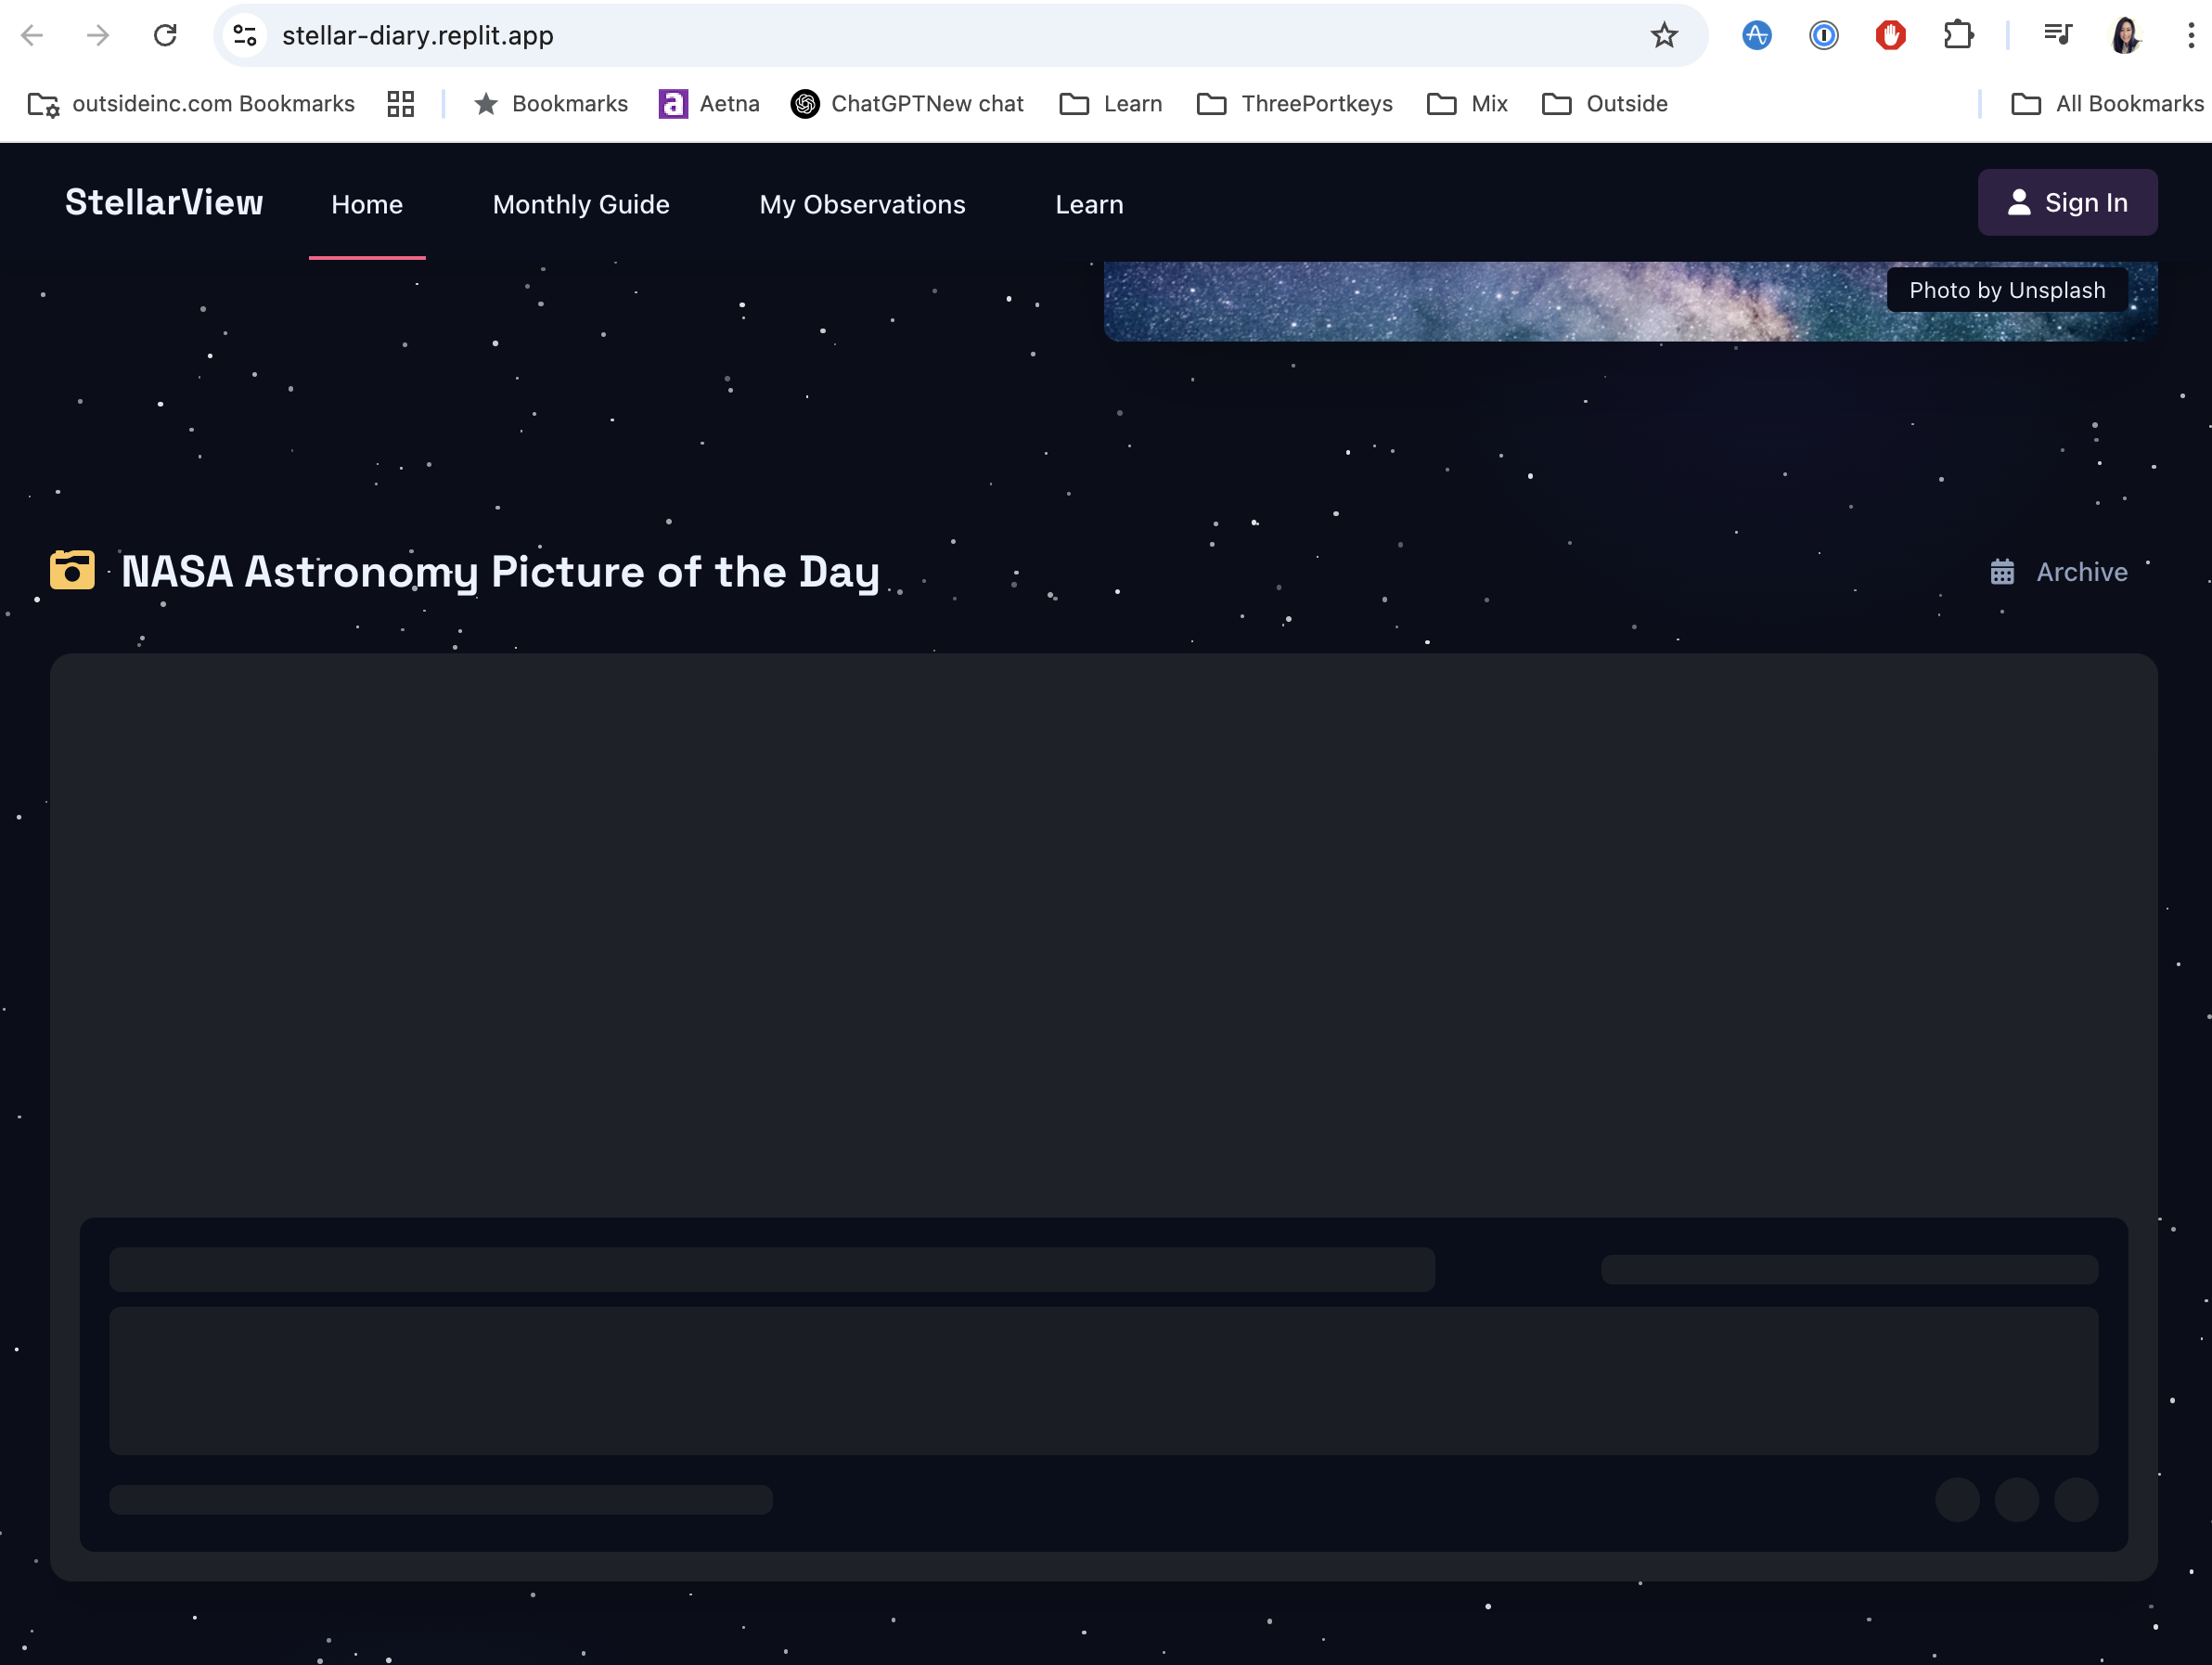 stellar-diary.replit.app
outsideinc.com Bookmarks
Bookmarks
Aetna
ChatGPTNew chat
Learn
ThreePortkeys
Mix
Outside
All Bookmarks
StellarView
Home
Monthly Guide
My Observations
Learn
Sign In
Photo by Unsplash
NASA Astronomy Picture of the Day
Archive